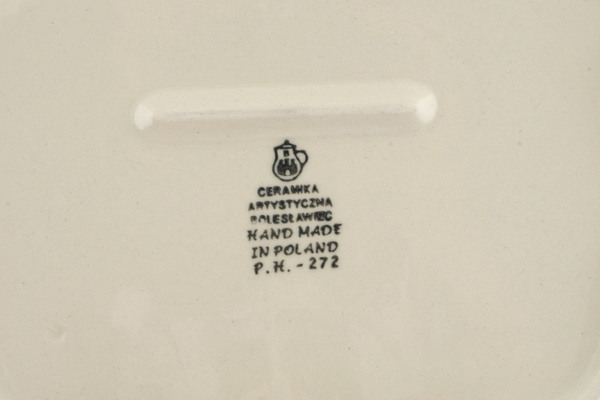 CERAMIKA
ARTYSTYCZNA
BOLESŁAWIEC
HAND MADE
IN POLAND
P.H. - 272